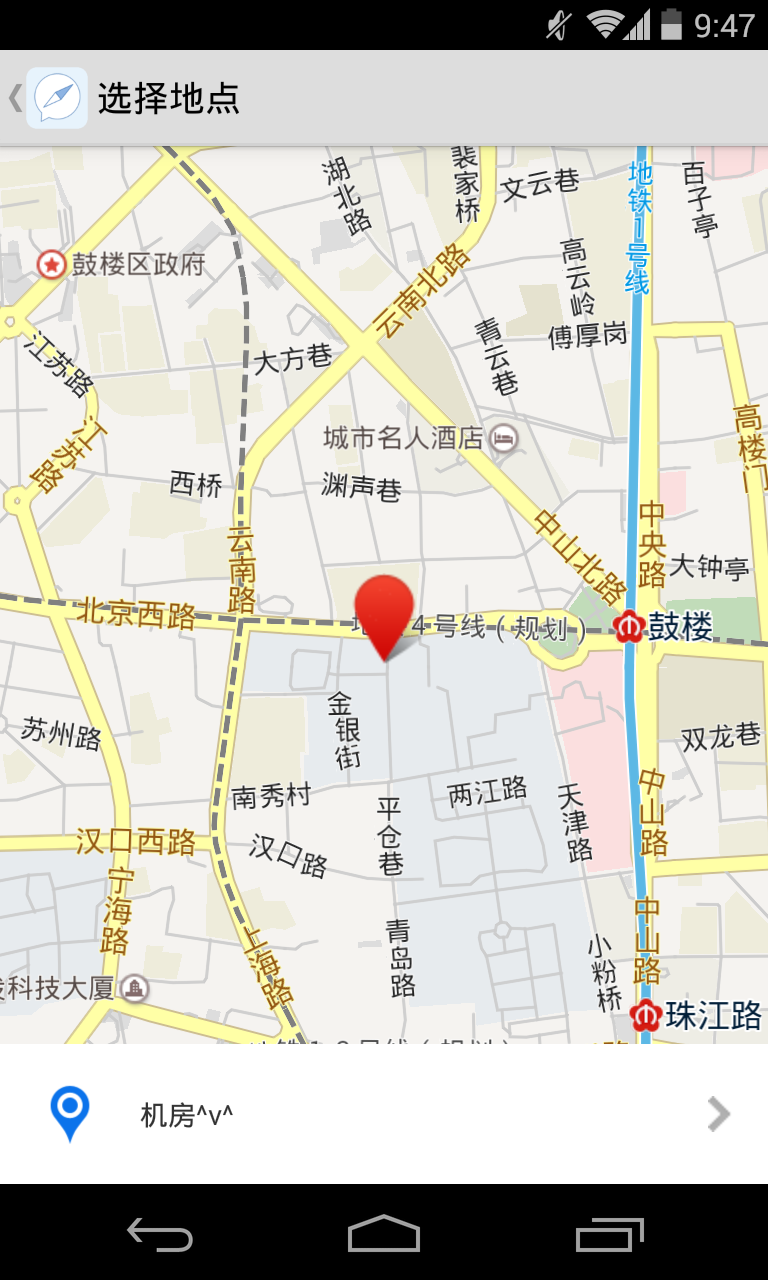 9:47
选择地点
湖北路
裴家桥
文云巷
地铁1号线
百子亭
鼓楼区政府
云南北路
高云岭
傅厚岗
青云巷
江苏路
大方巷
江苏路
高楼门
城市名人酒店
西桥
渊声巷
中山北路
中央路
云南路
大钟亭
北京西路
4号线(规划)
鼓楼
金银街
苏州路
双龙巷
南秀村
两江路
天津路
中山路
平仓巷
汉口西路
汉口路
宁海路
青岛路
上海路
小粉桥
中山路
科技大厦
珠江路
机房^v^